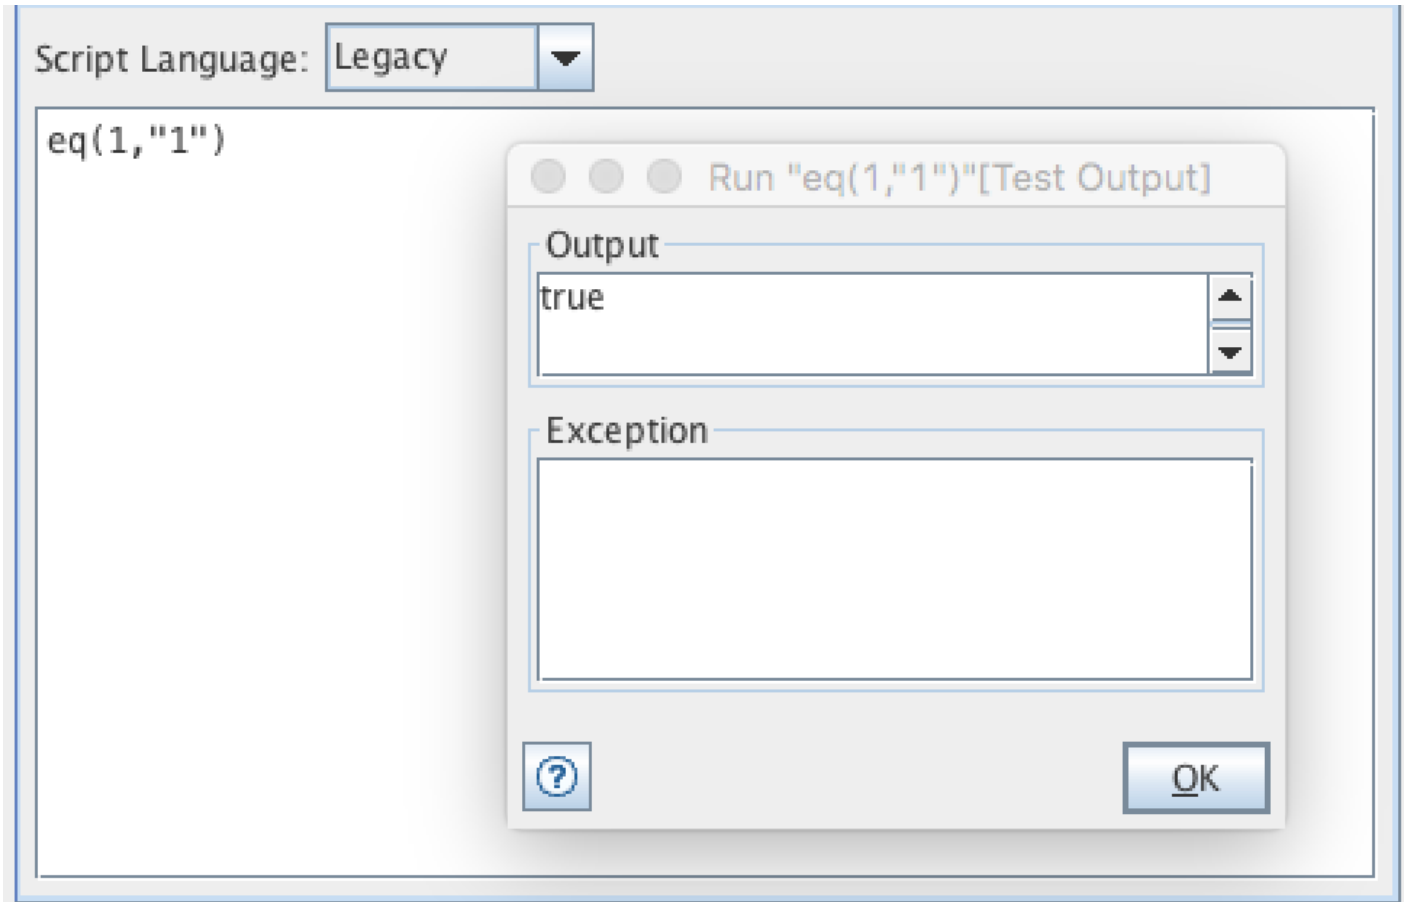 Script Language: Legacy
eq(1,"1")
Run "eq(1,"1")"[Test Output]
Output
true
Exception
?
OK